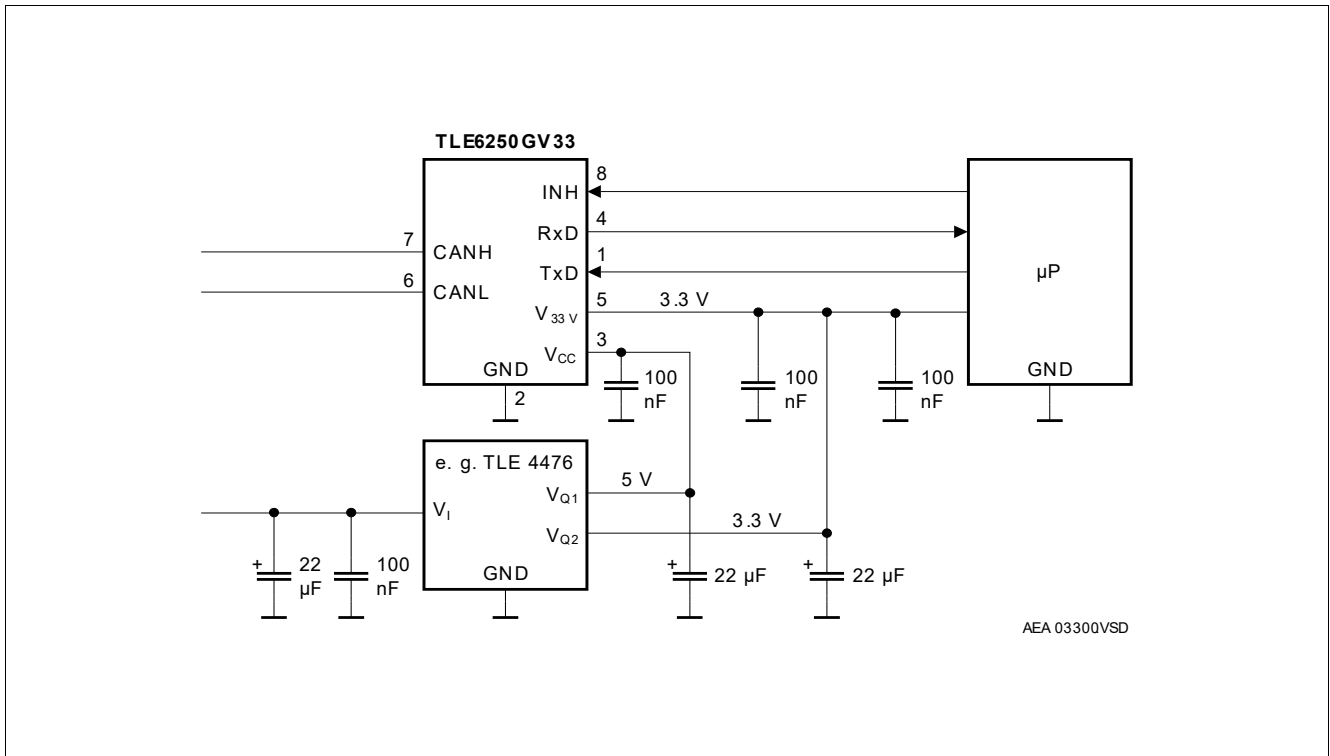 TLE6250GV33
8
INH
4
RxD
7
CANH
1
TxD
µP
6
CANL
5
3.3 V
V33 V
3
VCC
GND
2
100
nF
100
nF
100
nF
GND
e. g. TLE 4476
5 V
VQ1
VI
3.3 V
VQ2
+
22
µF
100
nF
GND
+
22 µF
+
22 µF
AEA 03300.VSD